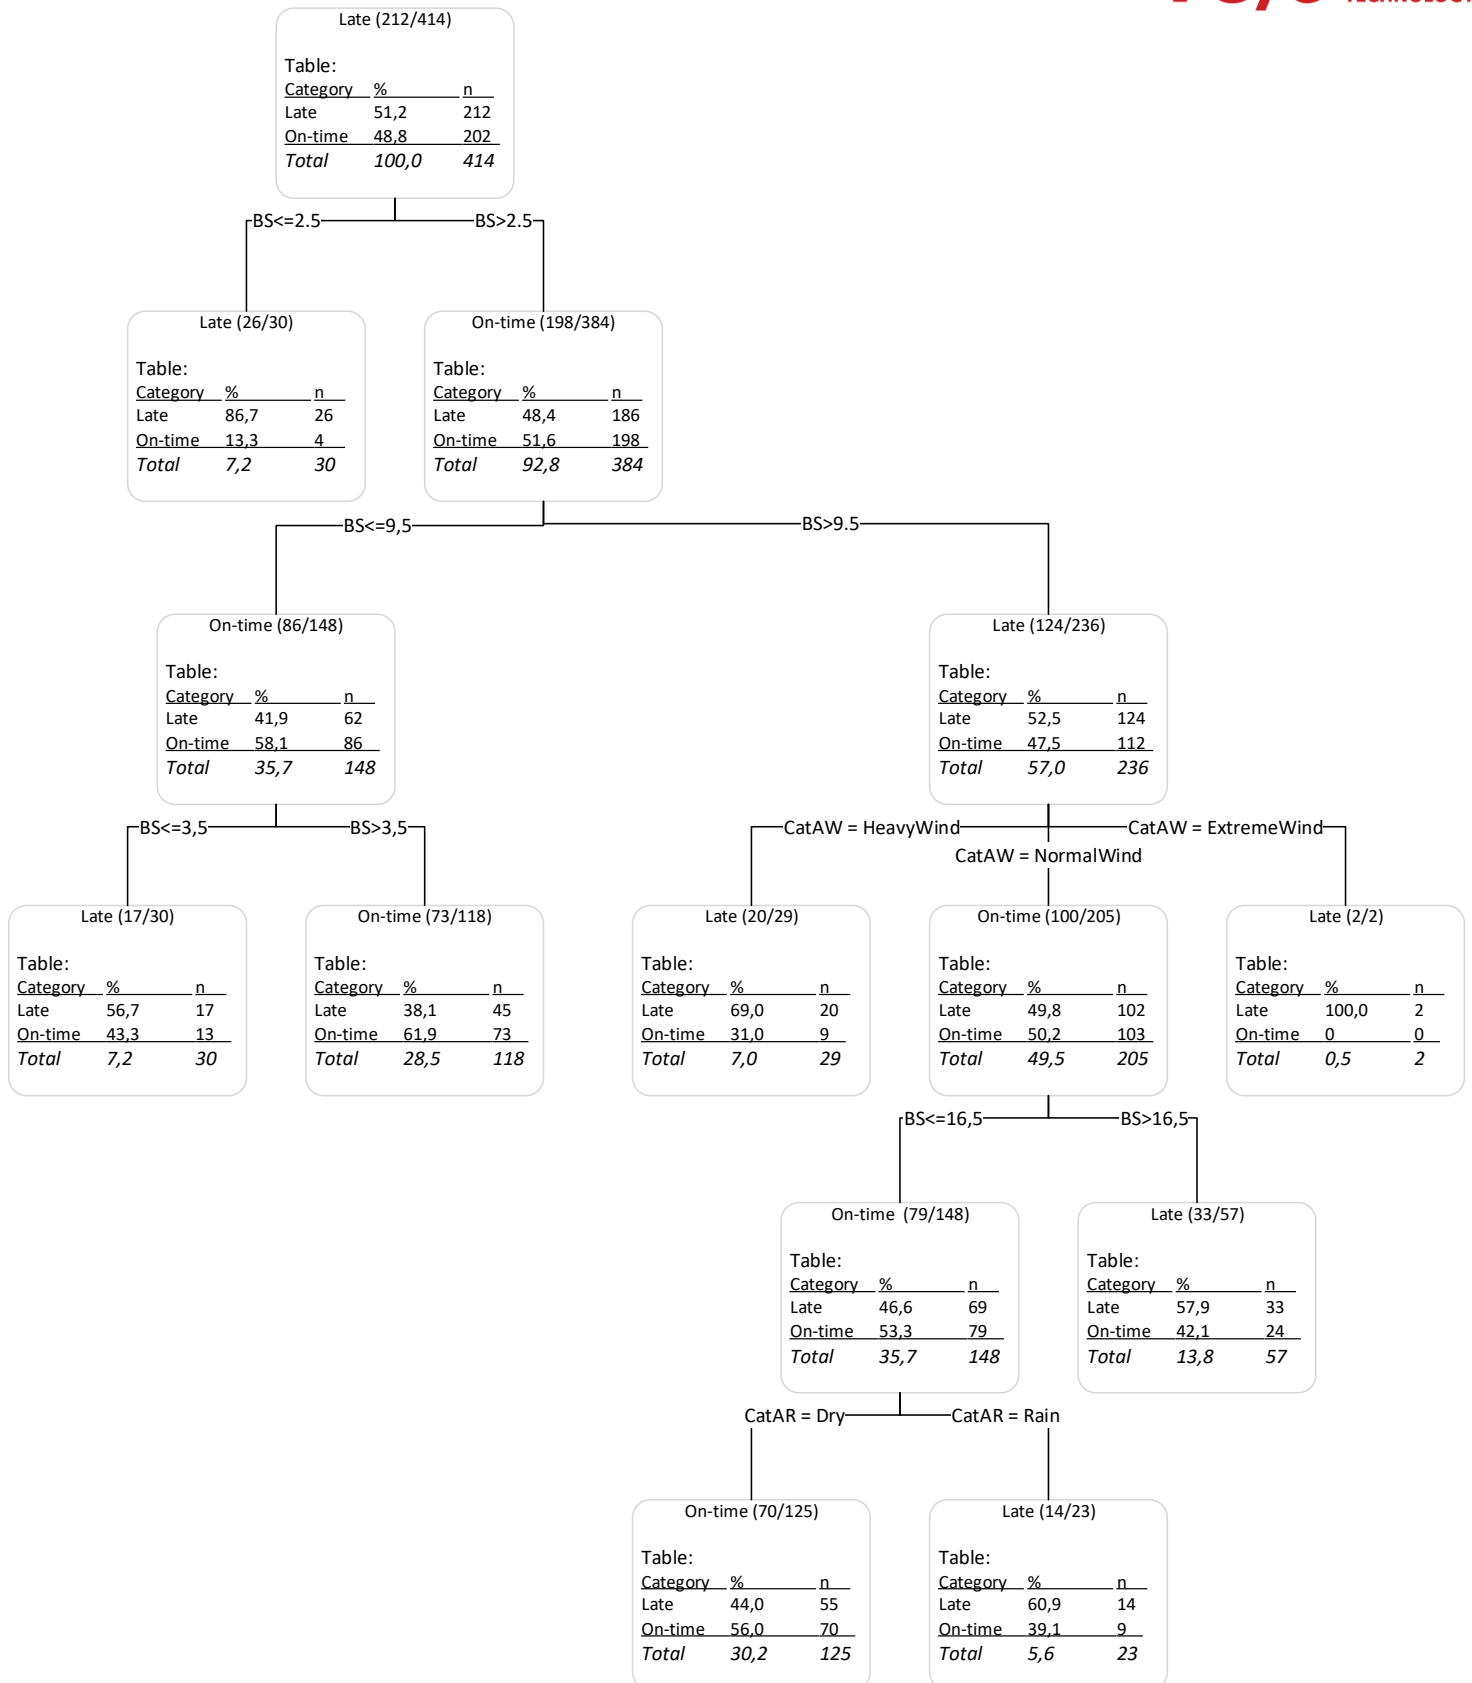 Late (212/414)
Table:
Category % n
Late 51,2 212
On-time 48,8 202
Total 100,0 414
BS<=2.5
BS>2.5
Late (26/30)
Table:
Category % n
Late 86,7 26
On-time 13,3 4
Total 7,2 30
On-time (198/384)
Table:
Category % n
Late 48,4 186
On-time 51,6 198
Total 92,8 384
BS<=9,5
BS>9.5
On-time (86/148)
Table:
Category % n
Late 41,9 62
On-time 58,1 86
Total 35,7 148
Late (124/236)
Table:
Category % n
Late 52,5 124
On-time 47,5 112
Total 57,0 236
BS<=3,5
BS>3,5
CatAW = HeavyWind
CatAW = NormalWind
CatAW = ExtremeWind
Late (17/30)
Table:
Category % n
Late 56,7 17
On-time 43,3 13
Total 7,2 30
On-time (73/118)
Table:
Category % n
Late 38,1 45
On-time 61,9 73
Total 28,5 118
Late (20/29)
Table:
Category % n
Late 69,0 20
On-time 31,0 9
Total 7,0 29
On-time (100/205)
Table:
Category % n
Late 49,8 102
On-time 50,2 103
Total 49,5 205
Late (2/2)
Table:
Category % n
Late 100,0 2
On-time 0 0
Total 0,5 2
BS<=16,5
BS>16,5
On-time (79/148)
Table:
Category % n
Late 46,6 69
On-time 53,3 79
Total 35,7 148
Late (33/57)
Table:
Category % n
Late 57,9 33
On-time 42,1 24
Total 13,8 57
CatAR = Dry
CatAR = Rain
On-time (70/125)
Table:
Category % n
Late 44,0 55
On-time 56,0 70
Total 30,2 125
Late (14/23)
Table:
Category % n
Late 60,9 14
On-time 39,1 9
Total 5,6 23